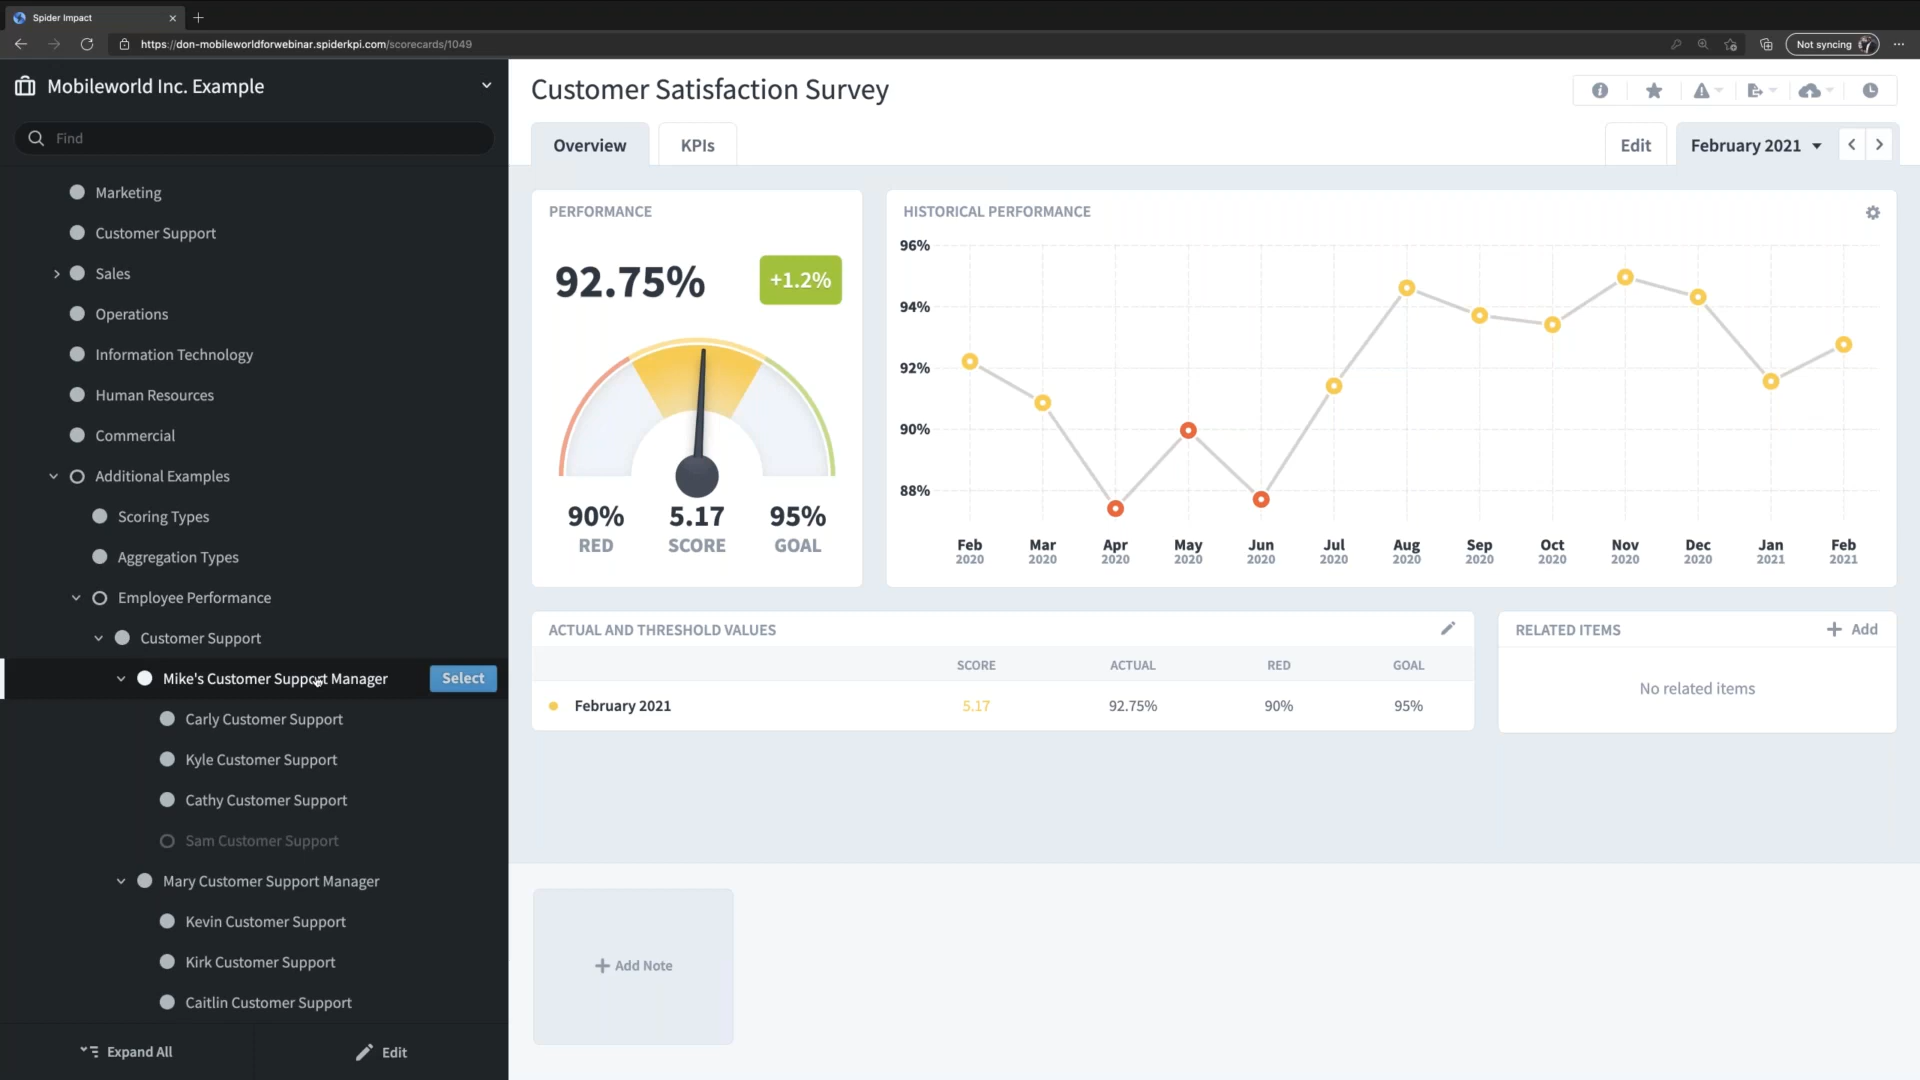 Spider Impact
https://don-mobileworldforwebinar.spiderkpi.com/scorecards/1049
Not syncing
Mobileworld Inc. Example
Find
Marketing
Customer Support
Sales
Operations
Information Technology
Human Resources
Commercial
Additional Examples
Scoring Types
Aggregation Types
Employee Performance
Customer Support
Mike's Customer Support Manager
Select
Carly Customer Support
Kyle Customer Support
Cathy Customer Support
Sam Customer Support
Mary Customer Support Manager
Kevin Customer Support
Kirk Customer Support
Caitlin Customer Support
Expand All
Edit
Customer Satisfaction Survey
Overview
KPIs
Edit
February 2021
PERFORMANCE
92.75%
+1.2%
90% 5.17 95%
RED SCORE GOAL
HISTORICAL PERFORMANCE
96%
94%
92%
90%
88%
Feb Mar Apr May Jun Jul Aug Sep Oct Nov Dec Jan Feb
2020 2020 2020 2020 2020 2020 2020 2020 2020 2020 2020 2021 2021
ACTUAL AND THRESHOLD VALUES
SCORE ACTUAL RED GOAL
February 2021 5.17 92.75% 90% 95%
RELATED ITEMS
Add
No related items
Add Note